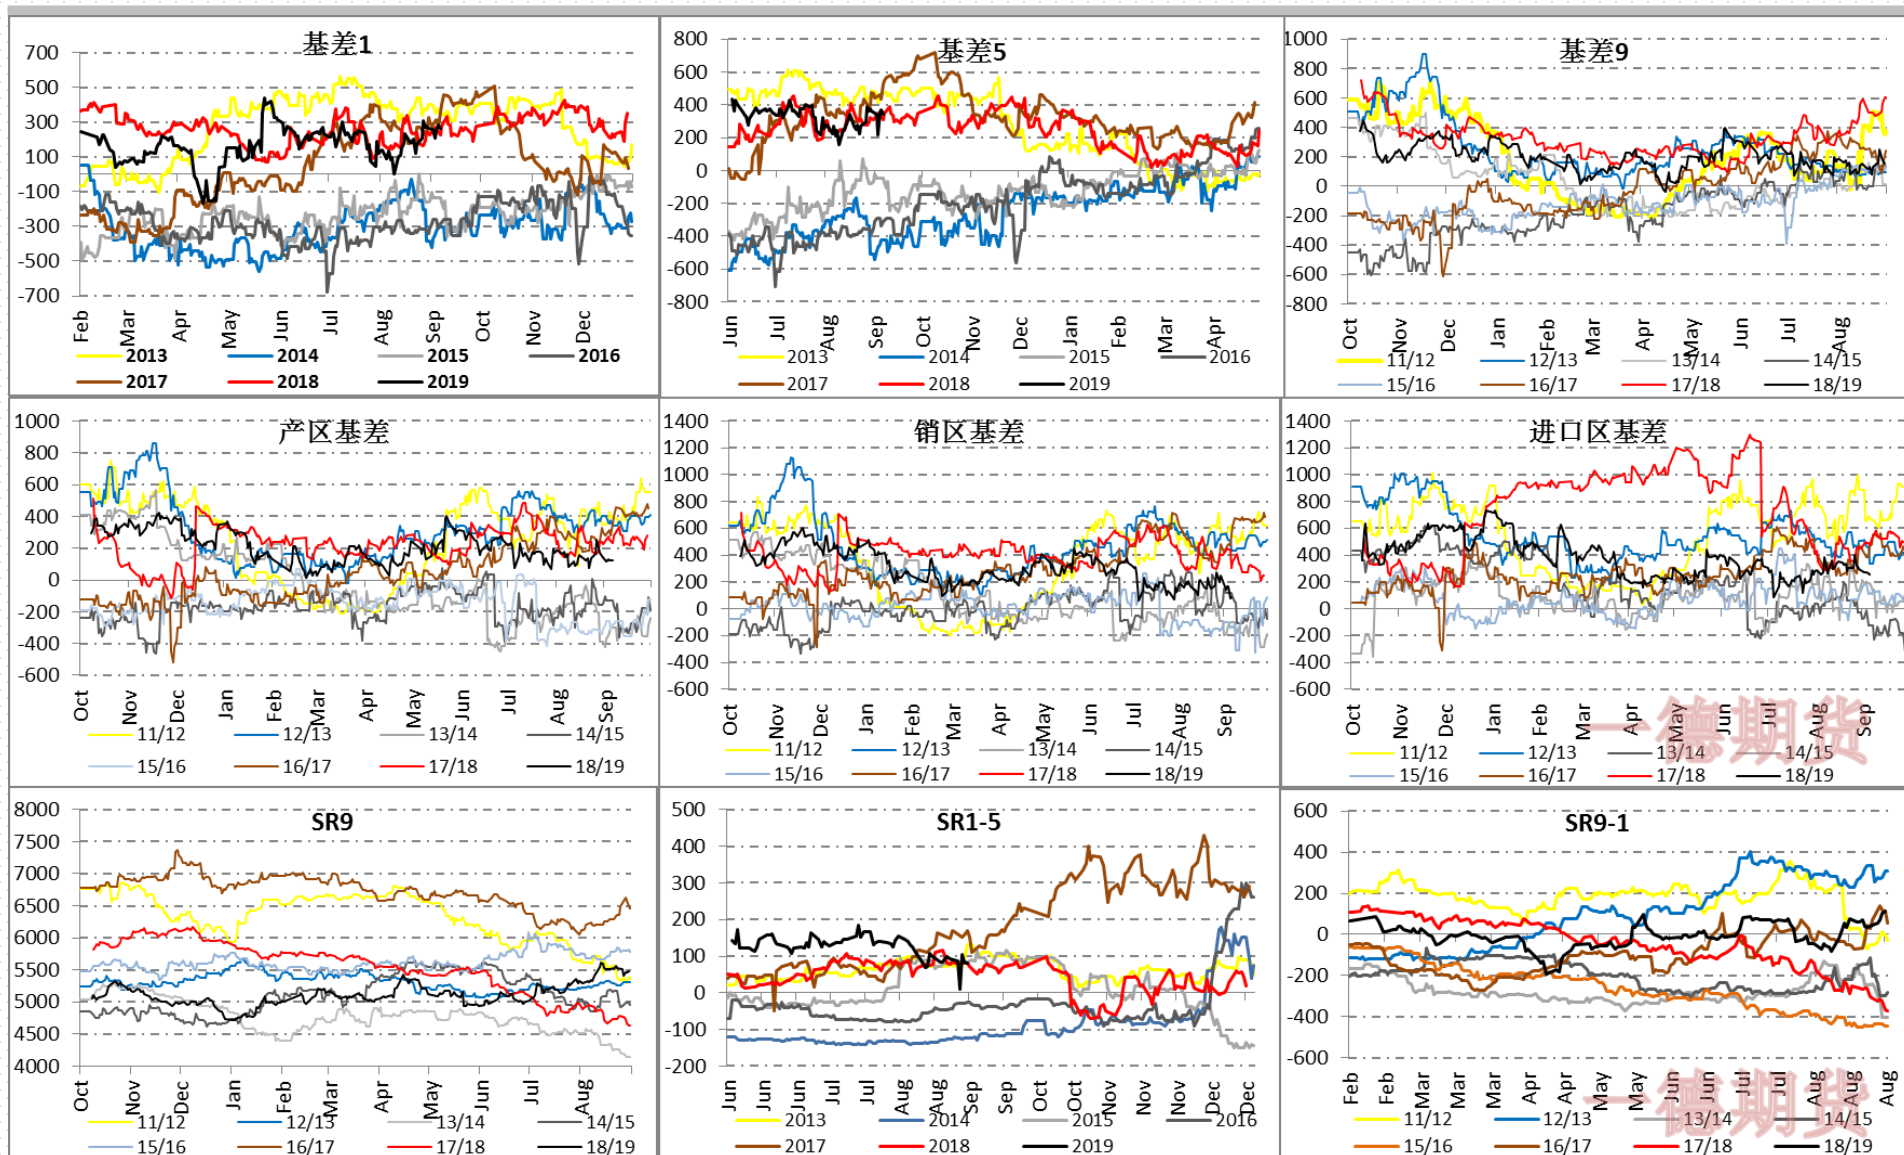 基差1
700
500
300
100
-100
-300
-500
-700
Feb Mar Apr May Jun Jul Aug Sep Oct Nov Dec
2013 2014 2015 2016
2017 2018 2019
基差5
800
600
400
200
0
-200
-400
-600
-800
Jun Jul Aug Sep Oct Nov Dec Jan Feb Mar Apr
2013 2014 2015 2016
2017 2018 2019
基差9
1000
800
600
400
200
0
-200
-400
-600
-800
Oct Nov Dec Jan Feb Mar Apr May Jun Jul Aug
11/12 12/13 13/14 14/15
15/16 16/17 17/18 18/19
产区基差
1000
800
600
400
200
0
-200
-400
-600
Oct Nov Dec Jan Feb Mar Apr May Jun Jul Aug Sep
11/12 12/13 13/14 14/15
15/16 16/17 17/18 18/19
销区基差
1400
1200
1000
800
600
400
200
0
-200
-400
-600
Oct Nov Dec Jan Feb Mar Apr May Jun Jul Aug Sep
11/12 12/13 13/14 14/15
15/16 16/17 17/18 18/19
进口区基差
1400
1200
1000
800
600
400
200
0
-200
-400
-600
Oct Nov Dec Jan Feb Mar Apr May Jun Jul Aug Sep
一德期货
11/12 12/13 13/14 14/15
15/16 16/17 17/18 18/19
SR9
8000
7500
7000
6500
6000
5500
5000
4500
4000
Oct Nov Dec Jan Feb Mar Apr May Jun Jul Aug
11/12 12/13 13/14 14/15
15/16 16/17 17/18 18/19
SR1-5
500
400
300
200
100
0
-100
-200
Jun Jun Jun Jul Jul Aug Aug Sep Sep Oct Oct Nov Nov Dec Dec
2013 2014 2015 2016
2017 2018 2019
SR9-1
600
400
200
0
-200
-400
-600
Feb Feb Mar Mar Apr Apr May May Jun Jun Jul Jul Aug Aug Aug
一德期货
11/12 12/13 13/14 14/15
15/16 16/17 17/18 18/19